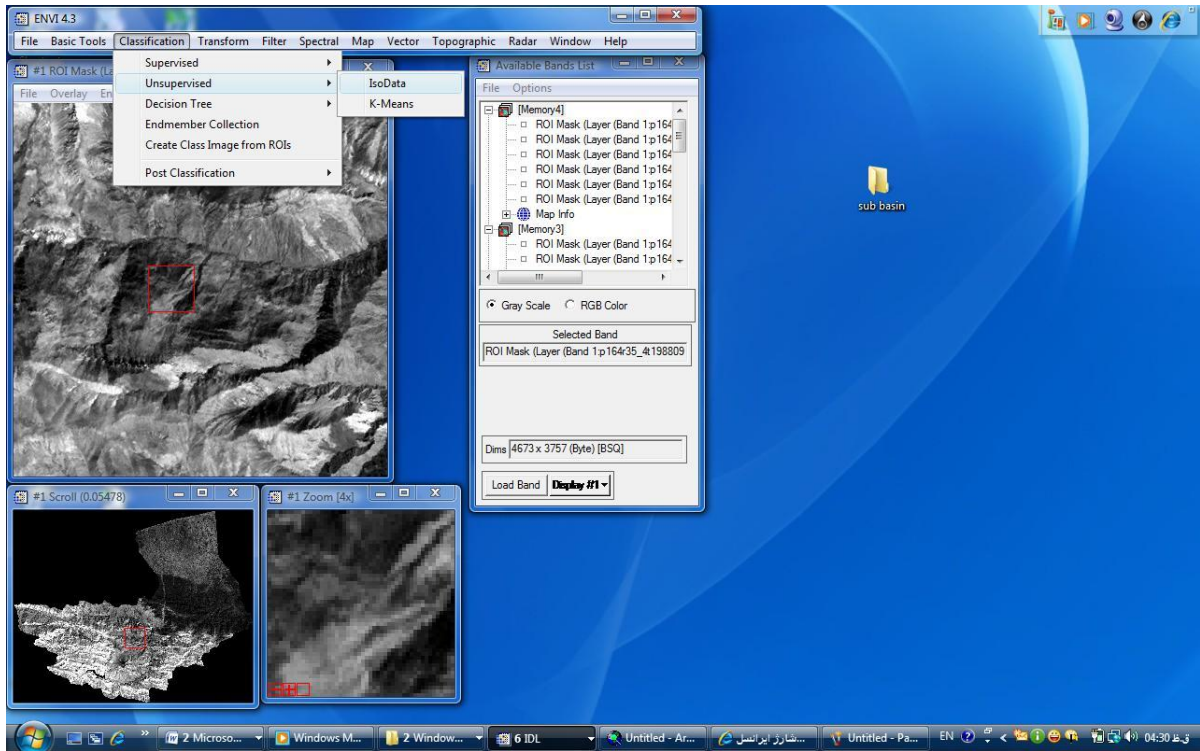 ENVI 4.3
File Basic Tools Classification Transform Filter Spectral Map Vector Topographic Radar Window Help
Supervised
Unsupervised
Decision Tree
Endmember Collection
Create Class Image from ROIs
Post Classification
IsoData
K-Means
#1 ROI Mask (La
File Overlay En
Available Bands List
File Options
[Memory4]
ROI Mask (Layer (Band 1:p164
ROI Mask (Layer (Band 1:p164
ROI Mask (Layer (Band 1:p164
ROI Mask (Layer (Band 1:p164
ROI Mask (Layer (Band 1:p164
ROI Mask (Layer (Band 1:p164
Map Info
[Memory3]
ROI Mask (Layer (Band 1:p164
ROI Mask (Layer (Band 1:p164
Gray Scale RGB Color
Selected Band
ROI Mask (Layer (Band 1:p164r35_4t198809
Dims 4673 x 3757 (Byte) [BSQ]
Load Band Display #1
#1 Scroll (0.05478)
#1 Zoom [4x]
sub basin
2 Microso...
Windows M...
2 Window...
6 IDL
Untitled - Ar...
شارژ ایرانسل...
Untitled - Pa...
EN
04:30 ق.ظ